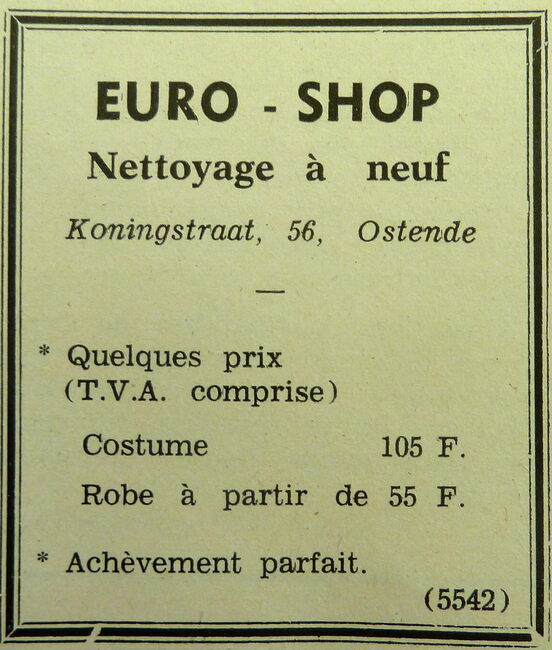 EURO - SHOP
Nettoyage à neuf
Koningstraat, 56, Ostende
—
* Quelques prix
(T.V.A. comprise)
Costume 105 F.
Robe à partir de 55 F.
* Achèvement parfait.
(5542)